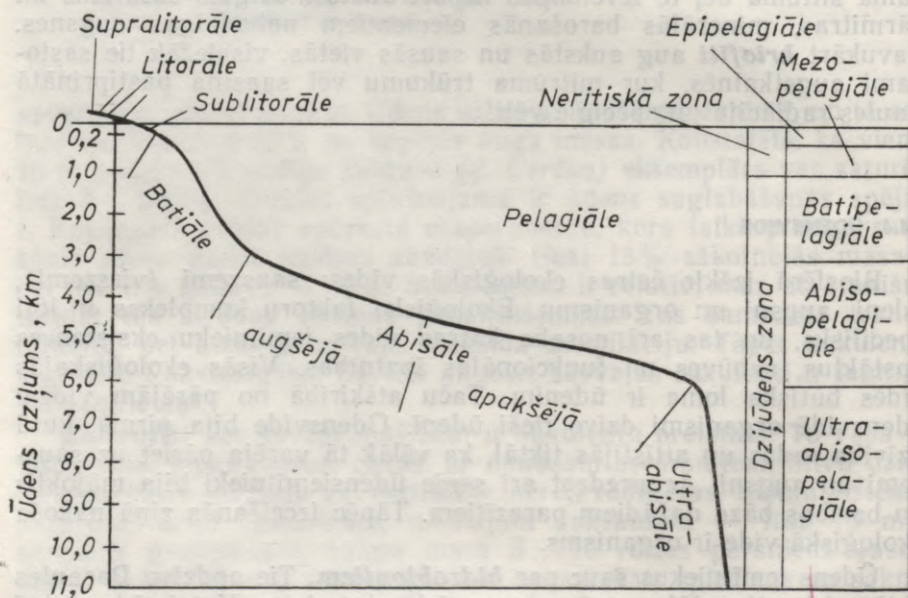 Supralitorāle
Litorāle
Sublitorāle
Epipelagiāle
Mezo-
pelagiāle
Neritiskā zona
Ūdens dziļums, km
0
0,2
1,0
2,0
3,0
4,0
5,0
6,0
7,0
8,0
9,0
10,0
11,0
Batiāle
Pelagiāle
augšējā
Abisāle
apakšējā
Ultra-
abisāle
Dziļūdens zona
Batipe-
lagiāle
Abiso-
pelagi-
āle
Ultra-
abiso-
pela-
giāle